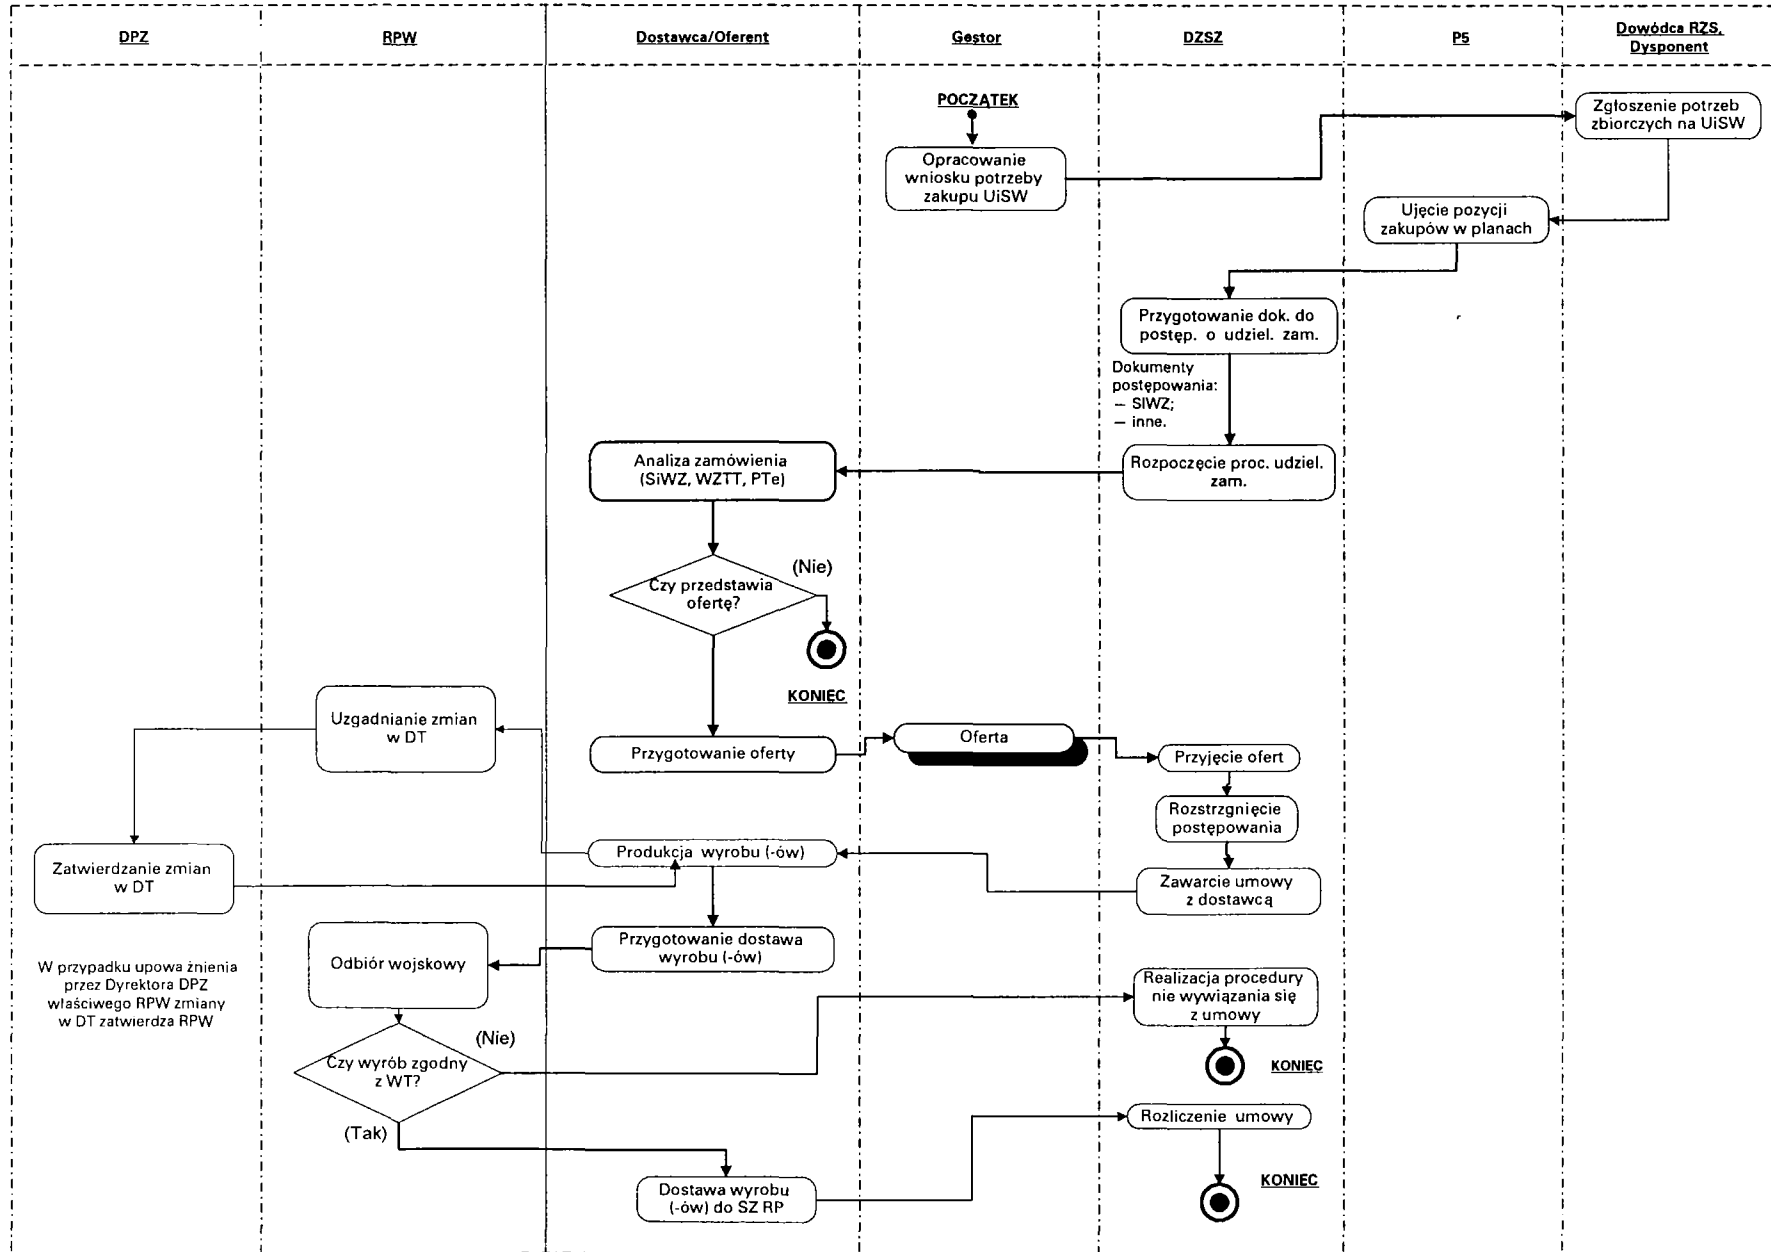 DPZ
RPW
Dostawca/Oferent
Gestor
DZSZ
P5
Dowódca RZS,
Dysponent
POCZĄTEK
Zgłoszenie potrzeb
zbiorczych na UiSW
Opracowanie
wniosku potrzeby
zakupu UiSW
Ujęcie pozycji
zakupów w planach
Przygotowanie dok. do
postęp. o udziel. zam.
Dokumenty
postępowania:
– SIWZ;
– inne.
Analiza zamówienia
(SiWZ, WZTT, PTe)
Rozpoczęcie proc. udziel.
zam.
Czy przedstawia
ofertę?
(Nie)
KONIEC
Uzgadnianie zmian
w DT
Przygotowanie oferty
Oferta
Przyjęcie ofert
Rozstrzgnięcie
postępowania
Zatwierdzanie zmian
w DT
Produkcja wyrobu (-ów)
Zawarcie umowy
z dostawcą
Odbiór wojskowy
Przygotowanie dostawa
wyrobu (-ów)
W przypadku upowa żnienia
przez Dyrektora DPZ
właściwego RPW zmiany
w DT zatwierdza RPW
Realizacja procedury
nie wywiązania się
z umowy
(Nie)
Czy wyrób zgodny
z WT?
KONIEC
(Tak)
Rozliczenie umowy
Dostawa wyrobu
(-ów) do SZ RP
KONIEC